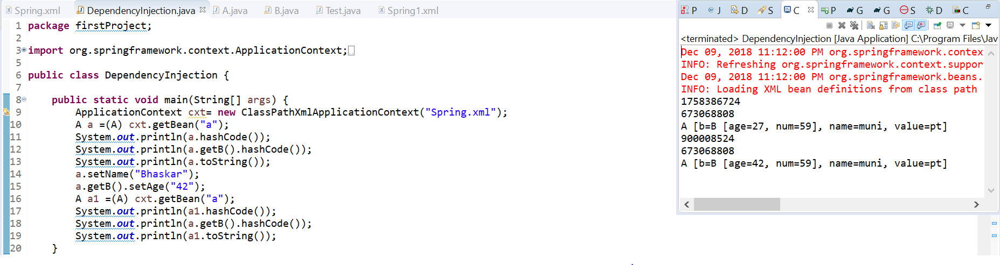 Spring.xml DependencyInjection.java A.java B.java Test.java Spring1.xml
1 package firstProject;
2
3 import org.springframework.context.ApplicationContext;
5
6 public class DependencyInjection {
7
8 public static void main(String[] args) {
9 ApplicationContext cxt= new ClassPathXmlApplicationContext("Spring.xml");
10 A a =(A) cxt.getBean("a");
11 System.out.println(a.hashCode());
12 System.out.println(a.getB().hashCode());
13 System.out.println(a.toString());
14 a.setName("Bhaskar");
15 a.getB().setAge("42");
16 A a1 =(A) cxt.getBean("a");
17 System.out.println(a1.hashCode());
18 System.out.println(a.getB().hashCode());
19 System.out.println(a1.toString());
20 }
P J D S C P G G S D C
<terminated> DependencyInjection [Java Application] C:\Program Files\Jav
Dec 09, 2018 11:12:00 PM org.springframework.contex
INFO: Refreshing org.springframework.context.suppor
Dec 09, 2018 11:12:00 PM org.springframework.beans.
INFO: Loading XML bean definitions from class path
1758386724
673068808
A [b=B [age=27, num=59], name=muni, value=pt]
900008524
673068808
A [b=B [age=42, num=59], name=muni, value=pt]